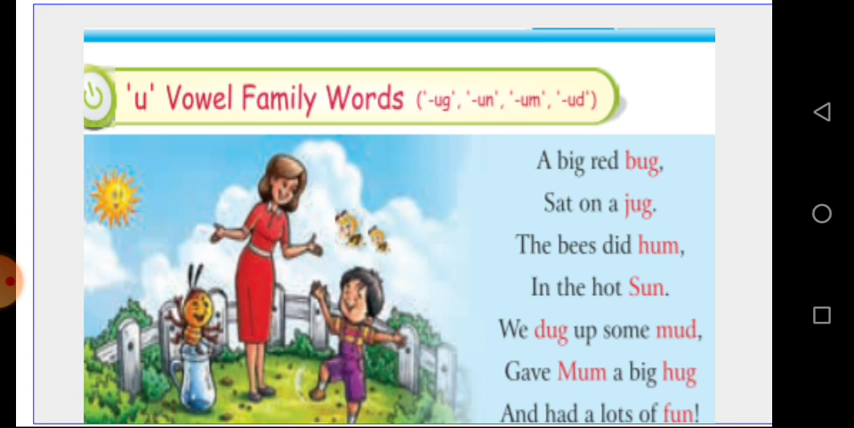 'u' Vowel Family Words ('-ug', '-un', '-um', '-ud')
A big red bug,
Sat on a jug.
The bees did hum,
In the hot Sun.
We dug up some mud,
Gave Mum a big hug
And had a lots of fun!